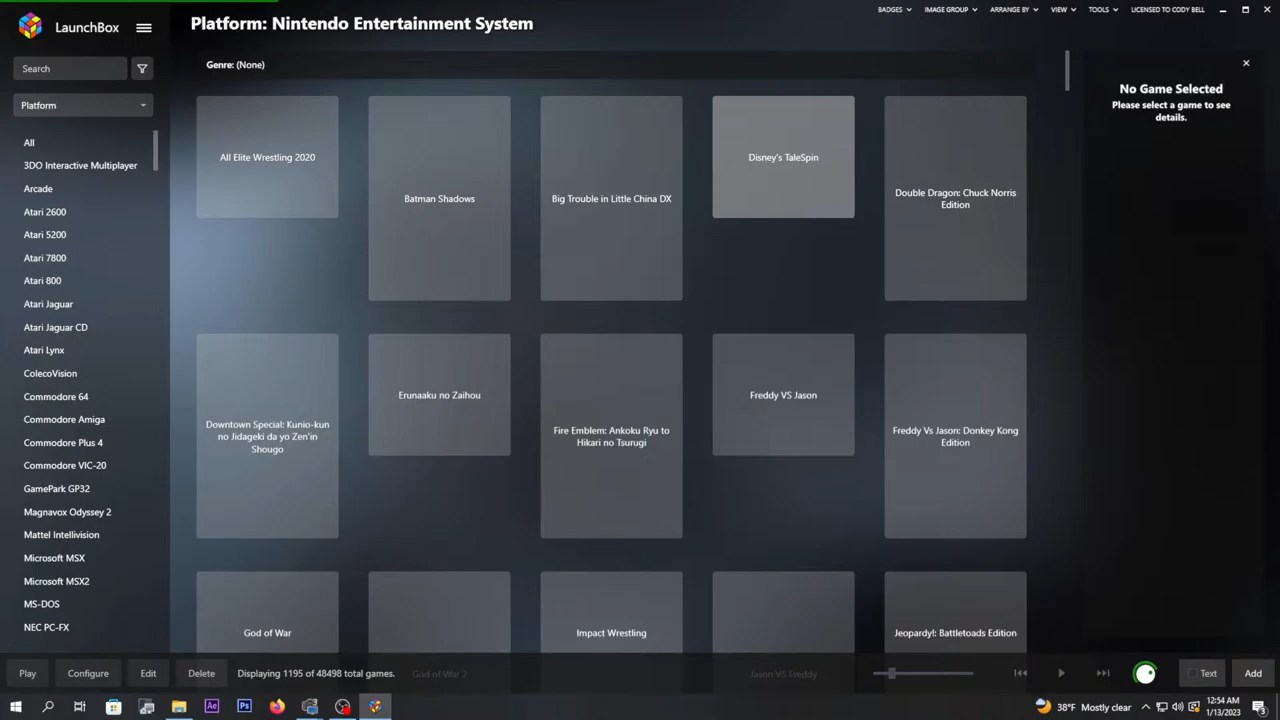 LaunchBox
Platform: Nintendo Entertainment System
BADGES
IMAGE GROUP
ARRANGE BY
VIEW
TOOLS
LICENSED TO CODY BELL
Search
Platform
All
3DO Interactive Multiplayer
Arcade
Atari 2600
Atari 5200
Atari 7800
Atari 800
Atari Jaguar
Atari Jaguar CD
Atari Lynx
ColecoVision
Commodore 64
Commodore Amiga
Commodore Plus 4
Commodore VIC-20
GamePark GP32
Magnavox Odyssey 2
Mattel Intellivision
Microsoft MSX
Microsoft MSX2
MS-DOS
NEC PC-FX
Genre: (None)
All Elite Wrestling 2020
Batman Shadows
Big Trouble in Little China DX
Disney's TaleSpin
Double Dragon: Chuck Norris
Edition
Downtown Special: Kunio-kun
no Jidageki da yo Zen'in
Shougo
Erunaaku no Zaihou
Fire Emblem: Ankoku Ryu to
Hikari no Tsurugi
Freddy VS Jason
Freddy Vs Jason: Donkey Kong
Edition
God of War
God of War 2
Impact Wrestling
Jason VS Freddy
Jeopardy!: Battletoads Edition
No Game Selected
Please select a game to see
details.
Play
Configure
Edit
Delete
Displaying 1195 of 48498 total games.
Text
Add
Ae
Ps
38°F Mostly clear
12:54 AM
1/13/2023
3